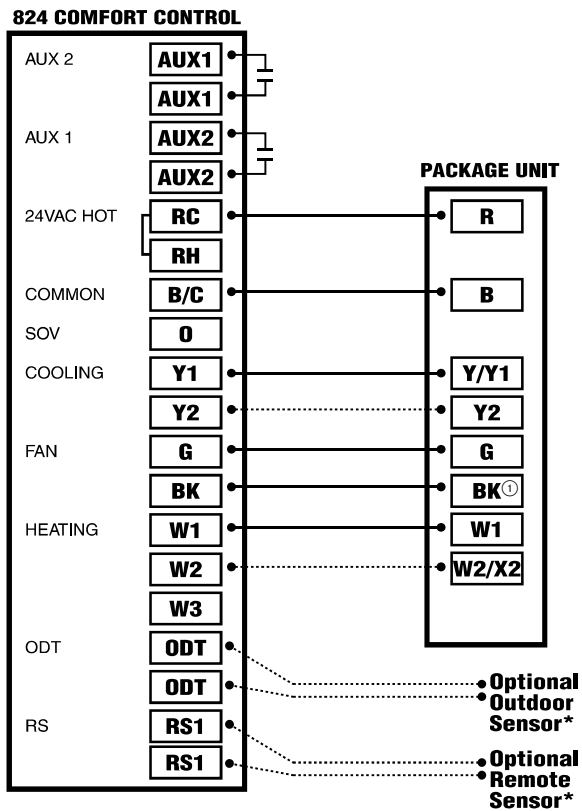 824 COMFORT CONTROL
AUX 2 AUX1
AUX1
AUX 1 AUX2
AUX2
PACKAGE UNIT
24VAC HOT RC R
RH
COMMON B/C B
SOV O
COOLING Y1 Y/Y1
Y2 Y2
FAN G G
BK BK①
HEATING W1 W1
W2 W2/X2
W3
ODT ODT
ODT
Optional
Outdoor
Sensor*
RS RS1
RS1
Optional
Remote
Sensor*